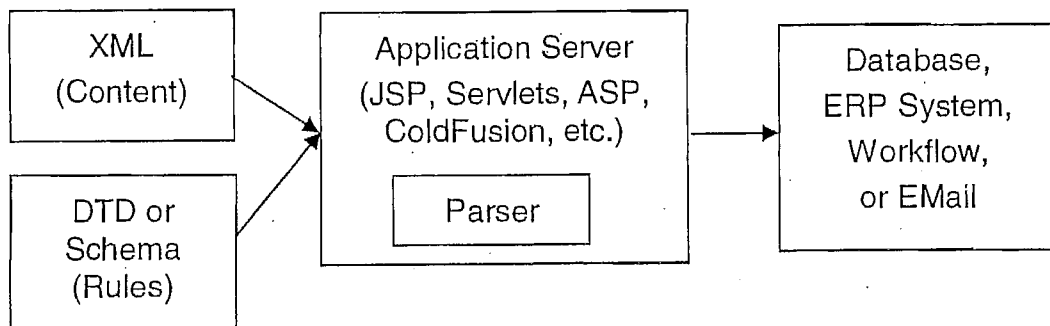 XML
(Content)
DTD or
Schema
(Rules)
Application Server
(JSP, Servlets, ASP,
ColdFusion, etc.)
Parser
Database,
ERP System,
Workflow,
or EMail